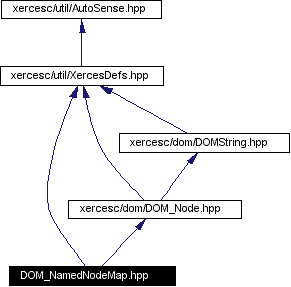 xercesc/util/AutoSense.hpp
xercesc/util/XercesDefs.hpp
xercesc/dom/DOMString.hpp
xercesc/dom/DOM_Node.hpp
DOM_NamedNodeMap.hpp